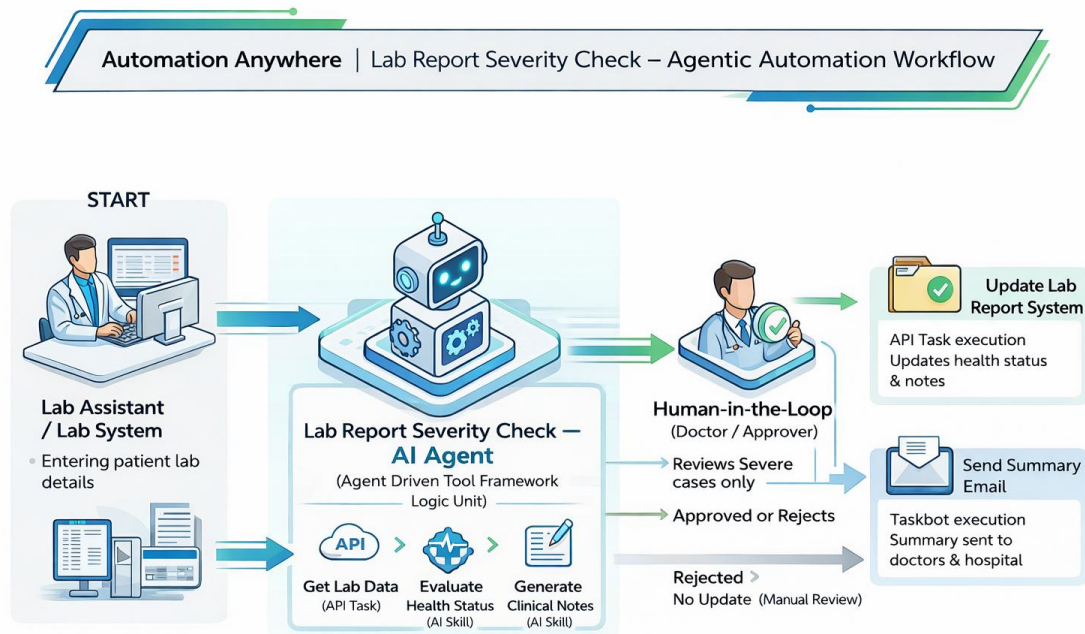 Automation Anywhere | Lab Report Severity Check – Agentic Automation Workflow
START
Lab Assistant
/ Lab System
• Entering patient lab
details
Lab Report Severity Check —
AI Agent
(Agent Driven Tool Framework
Logic Unit)
API
Get Lab Data
(API Task)
Evaluate
Health Status
(AI Skill)
Generate
Clinical Notes
(AI Skill)
Human-in-the-Loop
(Doctor / Approver)
Reviews Severe
cases only
Approved or Rejects
Rejected >
No Update (Manual Review)
Update Lab
Report System
API Task execution
Updates health status
& notes
Send Summary
Email
Taskbot execution
Summary sent to
doctors & hospital